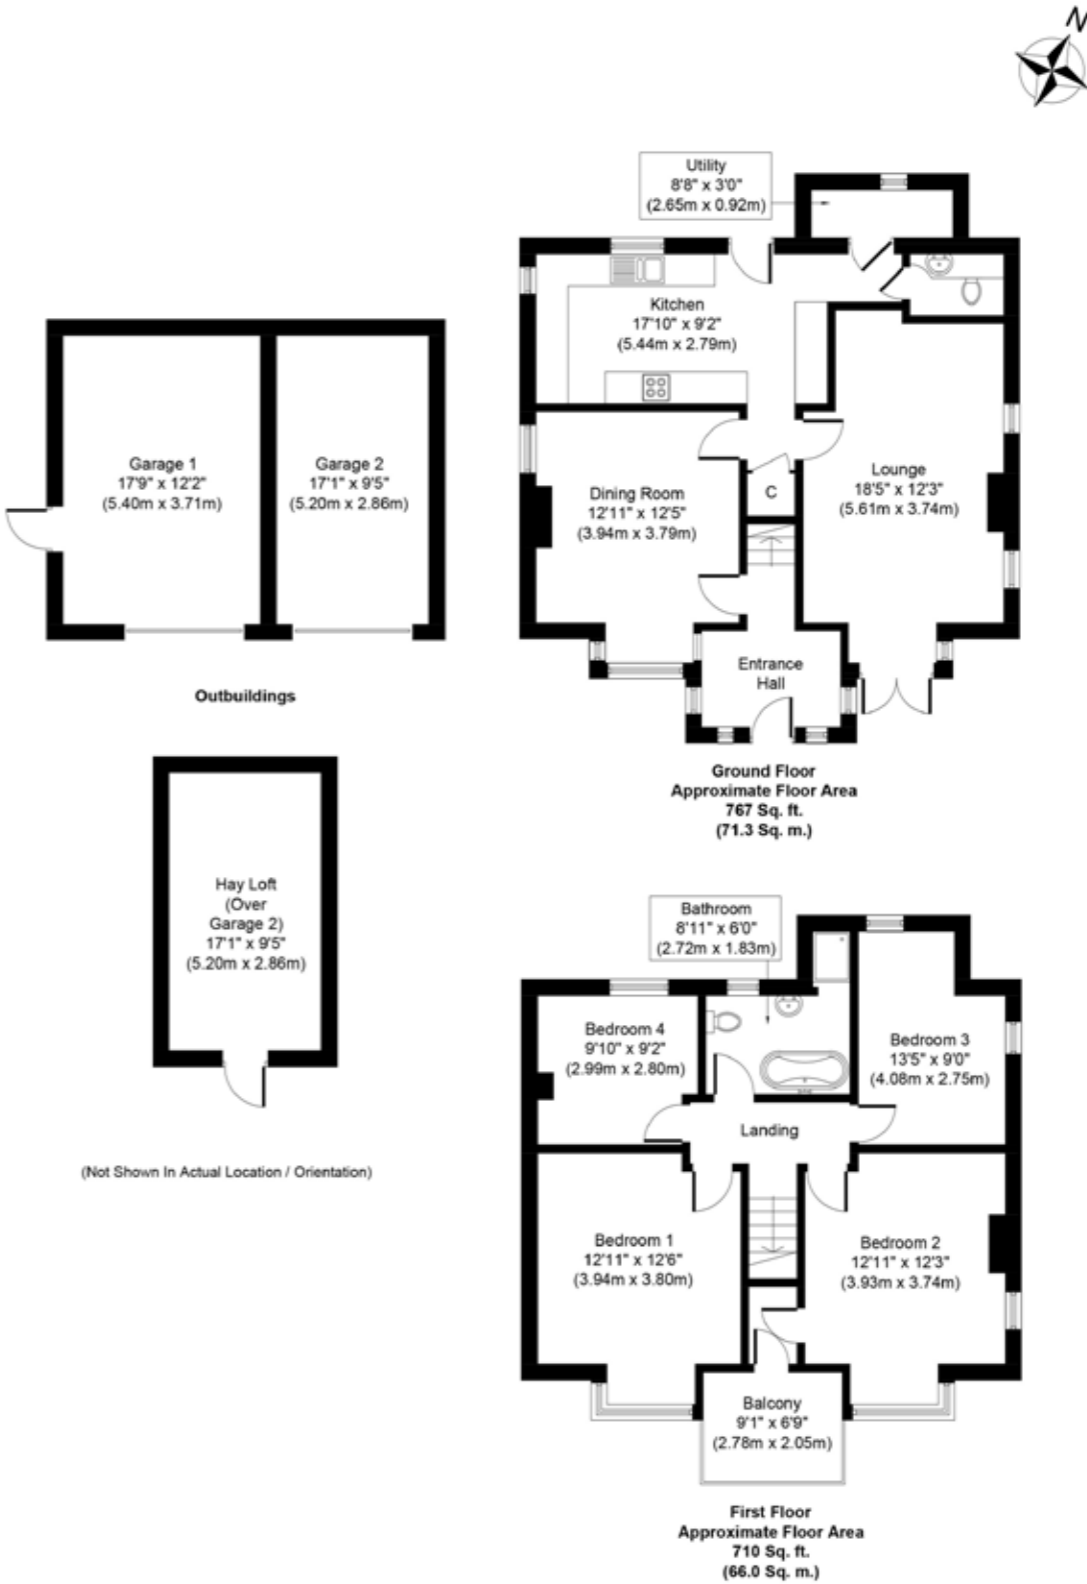 N
Utility
8'8" x 3'0"
(2.65m x 0.92m)
Kitchen
17'10" x 9'2"
(5.44m x 2.79m)
Garage 1
17'9" x 12'2"
(5.40m x 3.71m)
Garage 2
17'1" x 9'5"
(5.20m x 2.86m)
Dining Room
12'11" x 12'5"
(3.94m x 3.79m)
C
Lounge
18'5" x 12'3"
(5.61m x 3.74m)
Entrance
Hall
Outbuildings
Ground Floor
Approximate Floor Area
767 Sq. ft.
(71.3 Sq. m.)
Hay Loft
(Over
Garage 2)
17'1" x 9'5"
(5.20m x 2.86m)
(Not Shown In Actual Location / Orientation)
Bathroom
8'11" x 6'0"
(2.72m x 1.83m)
Bedroom 4
9'10" x 9'2"
(2.99m x 2.80m)
Bedroom 3
13'5" x 9'0"
(4.08m x 2.75m)
Landing
Bedroom 1
12'11" x 12'6"
(3.94m x 3.80m)
Bedroom 2
12'11" x 12'3"
(3.93m x 3.74m)
Balcony
9'1" x 6'9"
(2.78m x 2.05m)
First Floor
Approximate Floor Area
710 Sq. ft.
(66.0 Sq. m.)